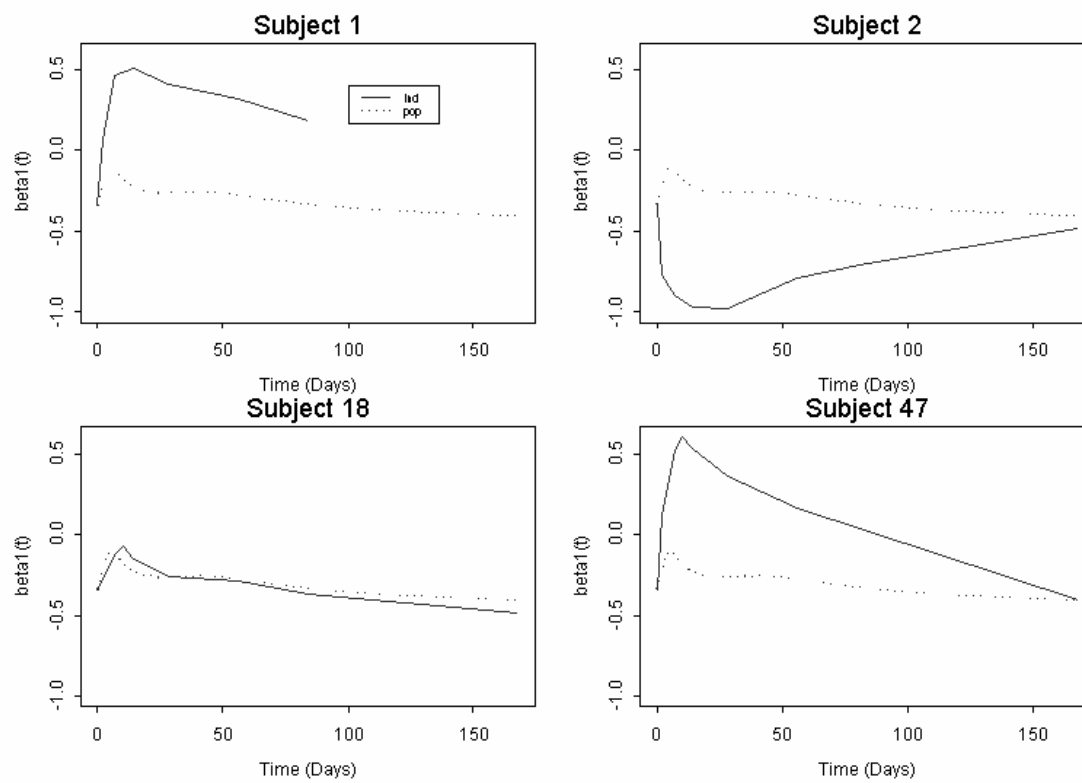 Subject 1
0.5
0.0
-0.5
-1.0
beta1(t)
Ind
pop
0 50 100 150
Time (Days)
Subject 2
0.5
0.0
-0.5
-1.0
beta1(t)
0 50 100 150
Time (Days)
Subject 18
0.5
0.0
-0.5
-1.0
beta1(t)
0 50 100 150
Time (Days)
Subject 47
0.5
0.0
-0.5
-1.0
beta1(t)
0 50 100 150
Time (Days)